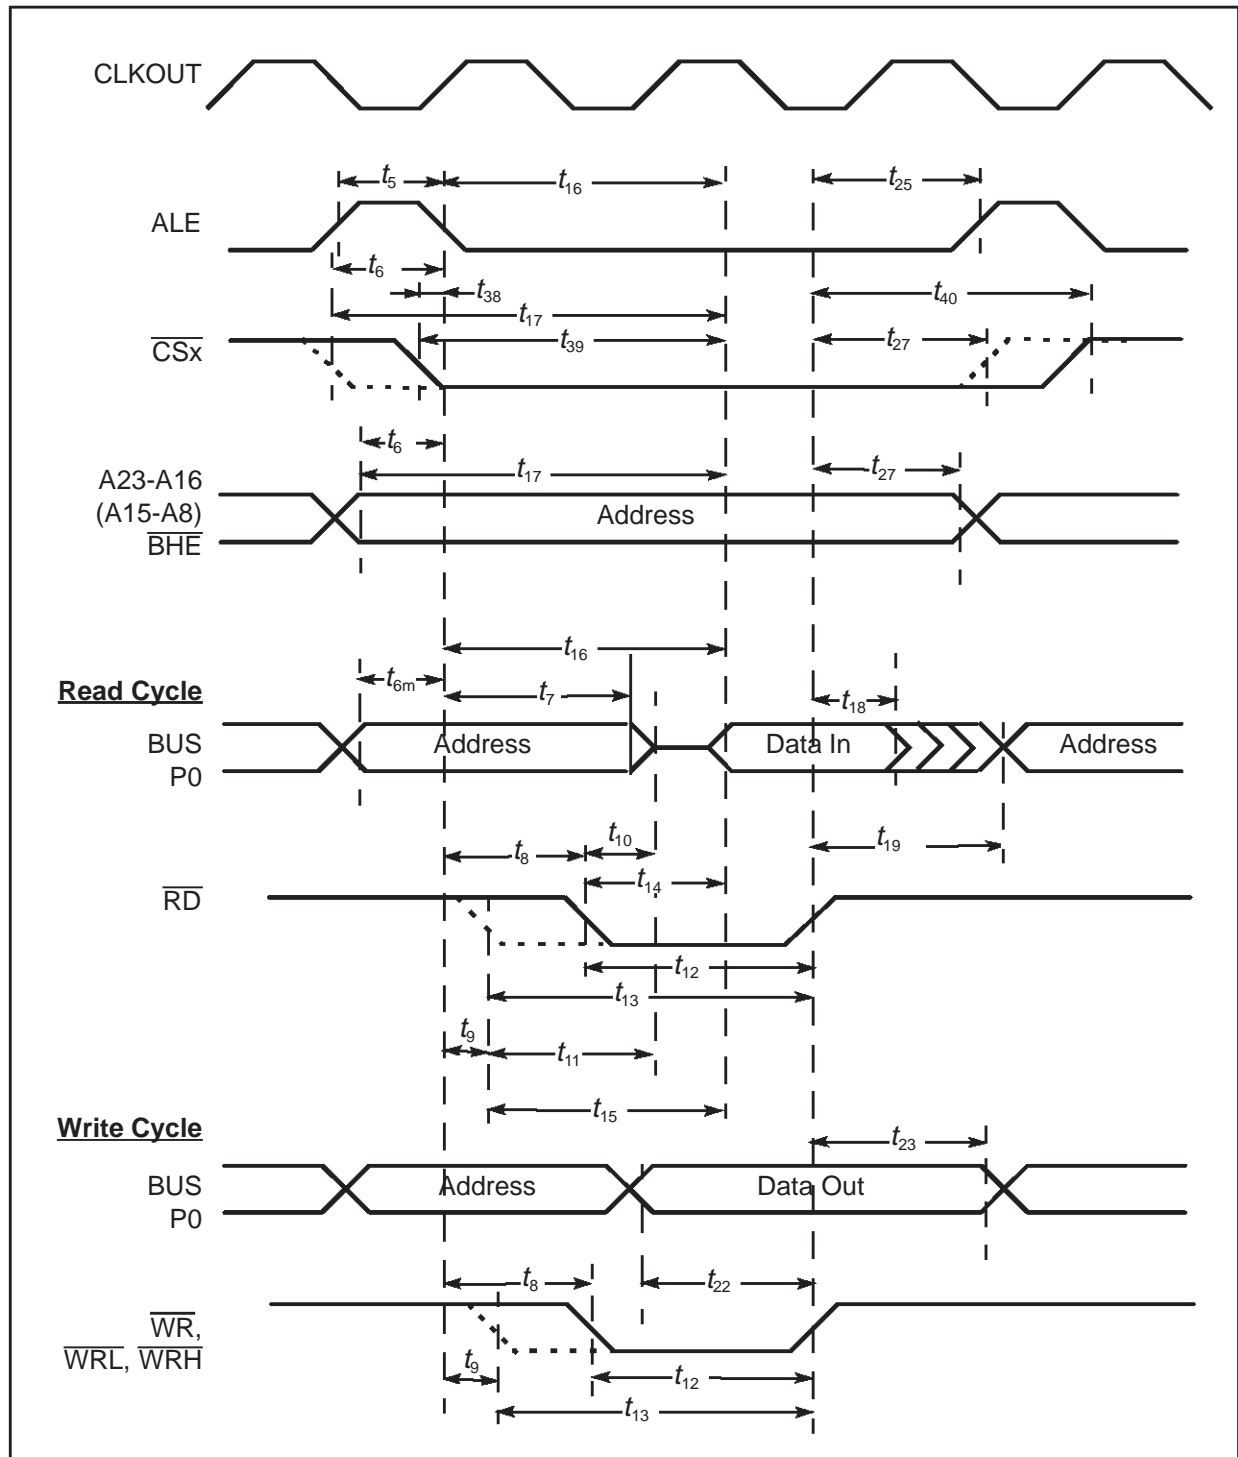 CLKOUT
t5
t16
t25
ALE
t6
t38
t40
t17
CSx
t39
t27
t6
A23-A16
t17
t27
(A15-A8)
Address
BHE
t16
t6m
Read Cycle
t7
t18
BUS
Address
Data In
Address
P0
t10
t8
t19
t14
RD
t12
t13
t9
t11
t15
Write Cycle
t23
BUS
Address
Data Out
P0
t8
t22
WR,
WRL, WRH
t9
t12
t13